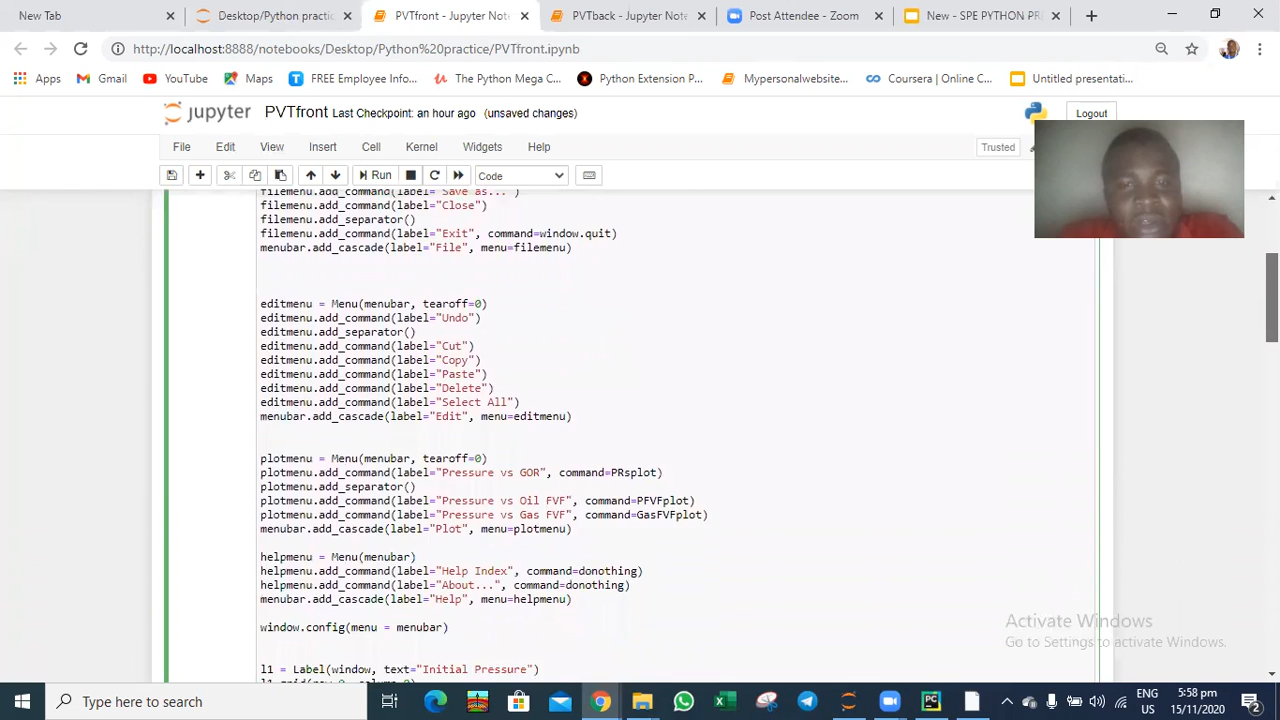 New Tab
Desktop/Python practic
PVTfront - Jupyter Note
PVTback - Jupyter Note
Post Attendee - Zoom
New - SPE PYTHON PRE
http://localhost:8888/notebooks/Desktop/Python%20practice/PVTfront.ipynb
Apps
Gmail
YouTube
Maps
FREE Employee Info...
The Python Mega C...
Python Extension P...
Mypersonalwebsite...
Coursera | Online C...
Untitled presentati...
jupyter PVTfront Last Checkpoint: an hour ago (unsaved changes)
Logout
File Edit View Insert Cell Kernel Widgets Help
Trusted
Run
Code
filemenu.add_command(label="Save as...")
filemenu.add_command(label="Close")
filemenu.add_separator()
filemenu.add_command(label="Exit", command=window.quit)
menubar.add_cascade(label="File", menu=filemenu)
editmenu = Menu(menubar, tearoff=0)
editmenu.add_command(label="Undo")
editmenu.add_separator()
editmenu.add_command(label="Cut")
editmenu.add_command(label="Copy")
editmenu.add_command(label="Paste")
editmenu.add_command(label="Delete")
editmenu.add_command(label="Select All")
menubar.add_cascade(label="Edit", menu=editmenu)
plotmenu = Menu(menubar, tearoff=0)
plotmenu.add_command(label="Pressure vs GOR", command=PRsplot)
plotmenu.add_separator()
plotmenu.add_command(label="Pressure vs Oil FVF", command=PFVFplot)
plotmenu.add_command(label="Pressure vs Gas FVF", command=GasFVFplot)
menubar.add_cascade(label="Plot", menu=plotmenu)
helpmenu = Menu(menubar)
helpmenu.add_command(label="Help Index", command=donothing)
helpmenu.add_command(label="About...", command=donothing)
menubar.add_cascade(label="Help", menu=helpmenu)
window.config(menu = menubar)
l1 = Label(window, text="Initial Pressure")
Activate Windows
Go to Settings to activate Windows.
Type here to search
ENG
US
5:58 pm
15/11/2020
2